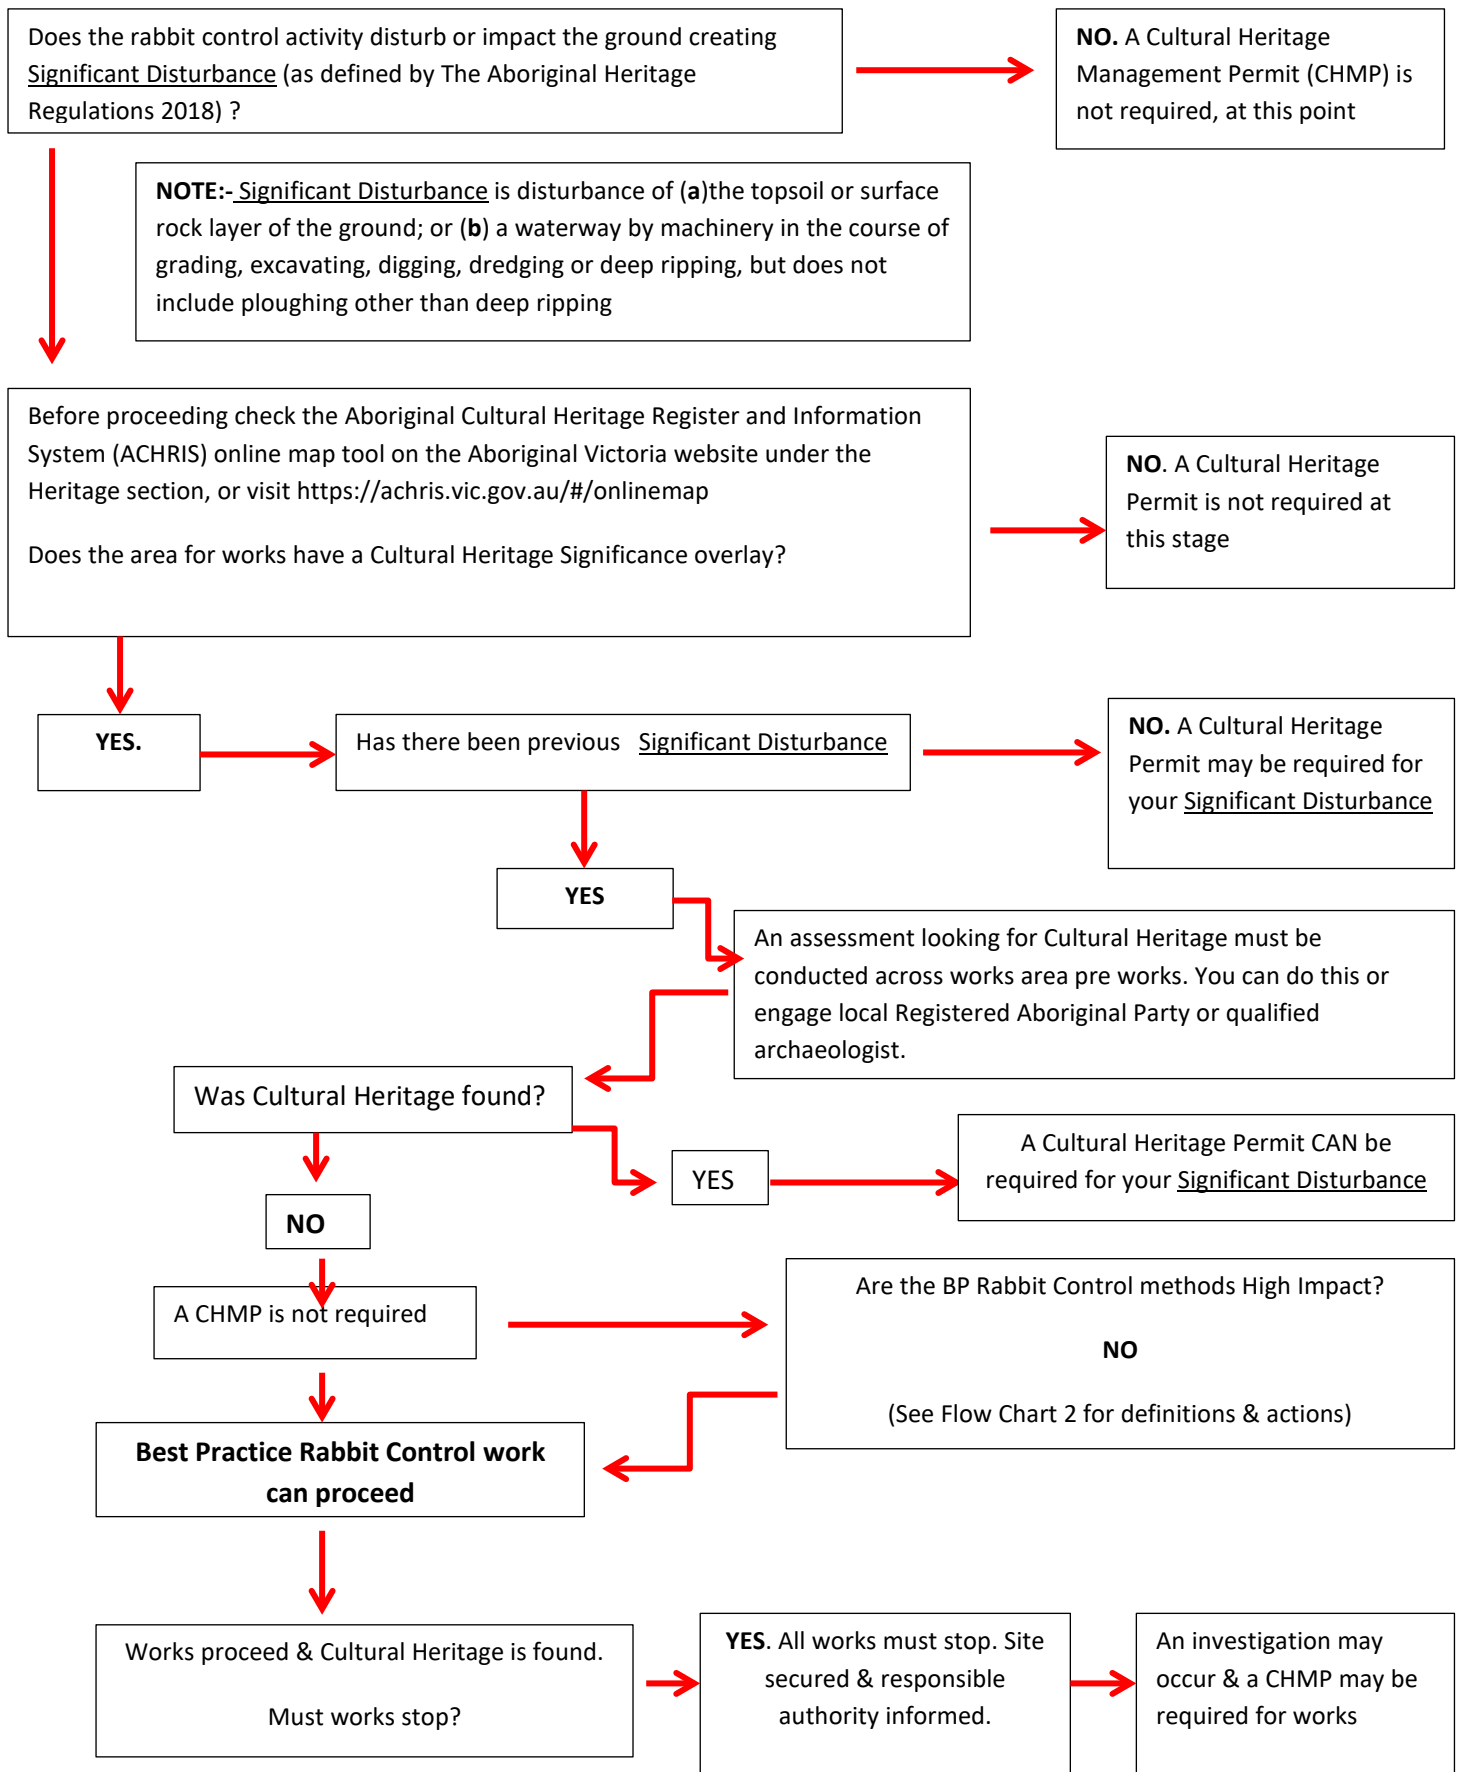 Does the rabbit control activity disturb or impact the ground creating
Significant Disturbance (as defined by The Aboriginal Heritage
Regulations 2018) ?
NO. A Cultural Heritage
Management Permit (CHMP) is
not required, at this point
NOTE:- Significant Disturbance is disturbance of (a)the topsoil or surface
rock layer of the ground; or (b) a waterway by machinery in the course of
grading, excavating, digging, dredging or deep ripping, but does not
include ploughing other than deep ripping
Before proceeding check the Aboriginal Cultural Heritage Register and Information
System (ACHRIS) online map tool on the Aboriginal Victoria website under the
Heritage section, or visit https://achris.vic.gov.au/#/onlinemap
Does the area for works have a Cultural Heritage Significance overlay?
NO. A Cultural Heritage
Permit is not required at
this stage
YES.
Has there been previous Significant Disturbance
NO. A Cultural Heritage
Permit may be required for
your Significant Disturbance
YES
An assessment looking for Cultural Heritage must be
conducted across works area pre works. You can do this or
engage local Registered Aboriginal Party or qualified
archaeologist.
Was Cultural Heritage found?
YES
A Cultural Heritage Permit CAN be
required for your Significant Disturbance
NO
A CHMP is not required
Are the BP Rabbit Control methods High Impact?
NO
(See Flow Chart 2 for definitions & actions)
Best Practice Rabbit Control work
can proceed
Works proceed & Cultural Heritage is found.
Must works stop?
YES. All works must stop. Site
secured & responsible
authority informed.
An investigation may
occur & a CHMP may be
required for works